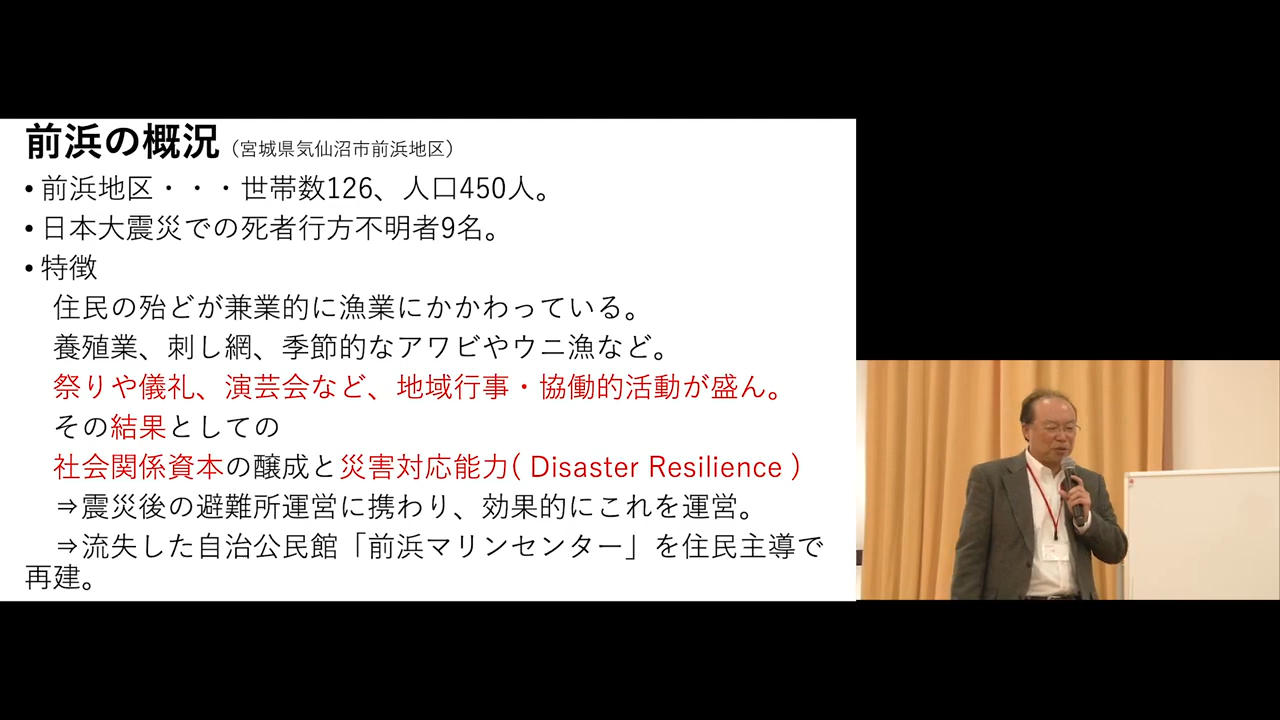 前浜の概況（宮城県気仙沼市前浜地区）
• 前浜地区・・・世帯数126、人口450人。
• 日本大震災での死者行方不明者9名。
• 特徴
住民の殆どが兼業的に漁業にかかわっている。
養殖業、刺し網、季節的なアワビやウニ漁など。
祭りや儀礼、演芸会など、地域行事・協働的活動が盛ん。
その結果としての
社会関係資本の醸成と災害対応能力( Disaster Resilience )
⇒震災後の避難所運営に携わり、効果的にこれを運営。
⇒流失した自治公民館「前浜マリンセンター」を住民主導で
再建。